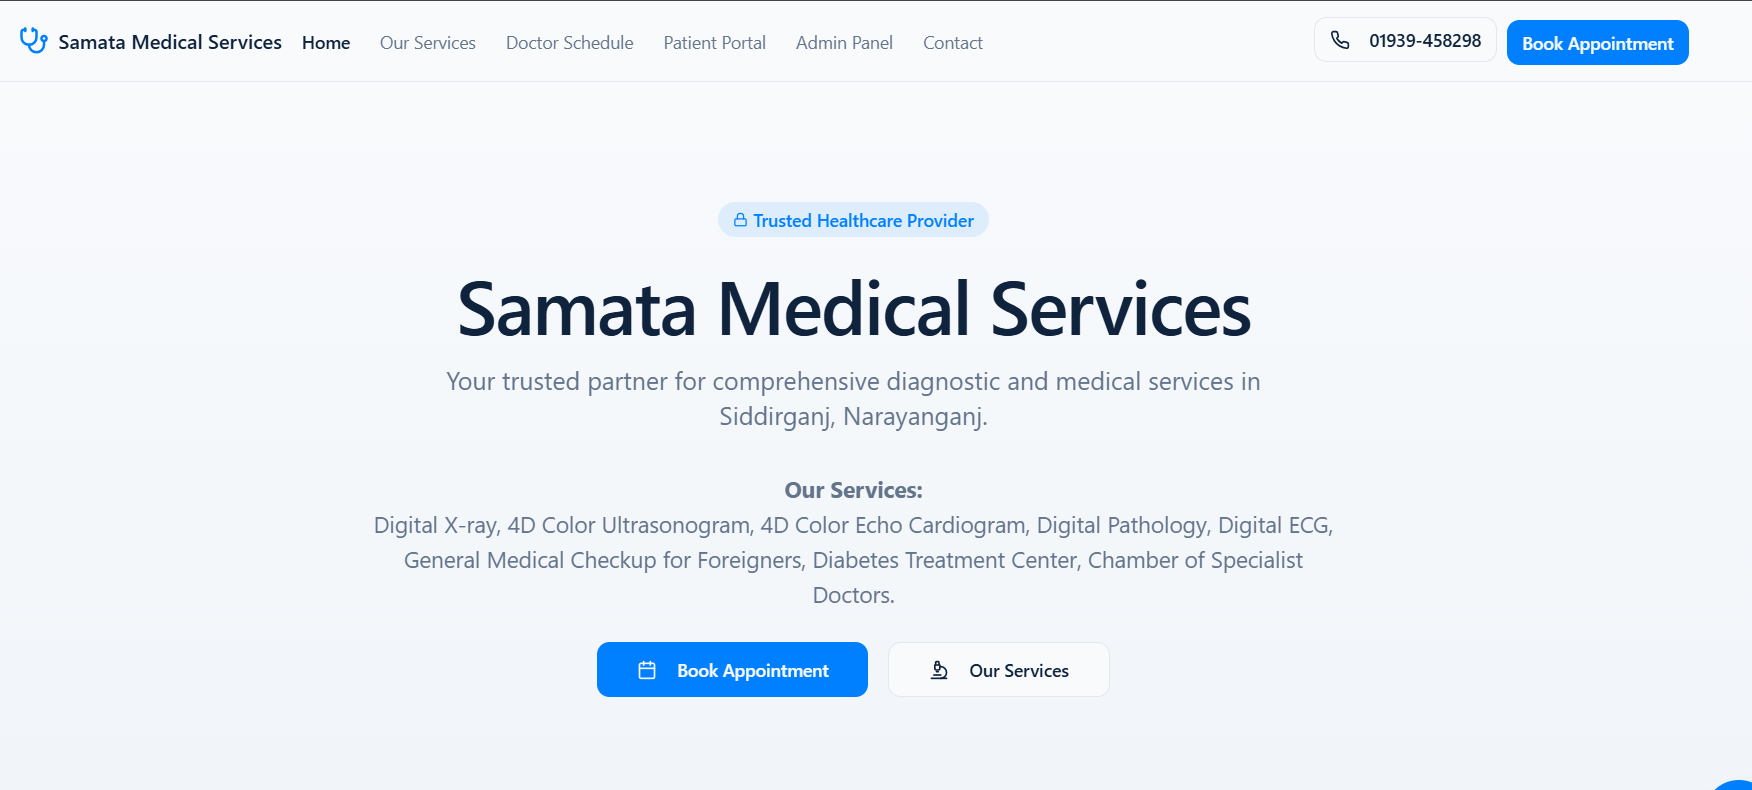 Samata Medical Services
Home
Our Services
Doctor Schedule
Patient Portal
Admin Panel
Contact
01939-458298
Book Appointment
Trusted Healthcare Provider
Samata Medical Services
Your trusted partner for comprehensive diagnostic and medical services in
Siddirganj, Narayanganj.
Our Services:
Digital X-ray, 4D Color Ultrasonogram, 4D Color Echo Cardiogram, Digital Pathology, Digital ECG,
General Medical Checkup for Foreigners, Diabetes Treatment Center, Chamber of Specialist
Doctors.
Book Appointment
Our Services